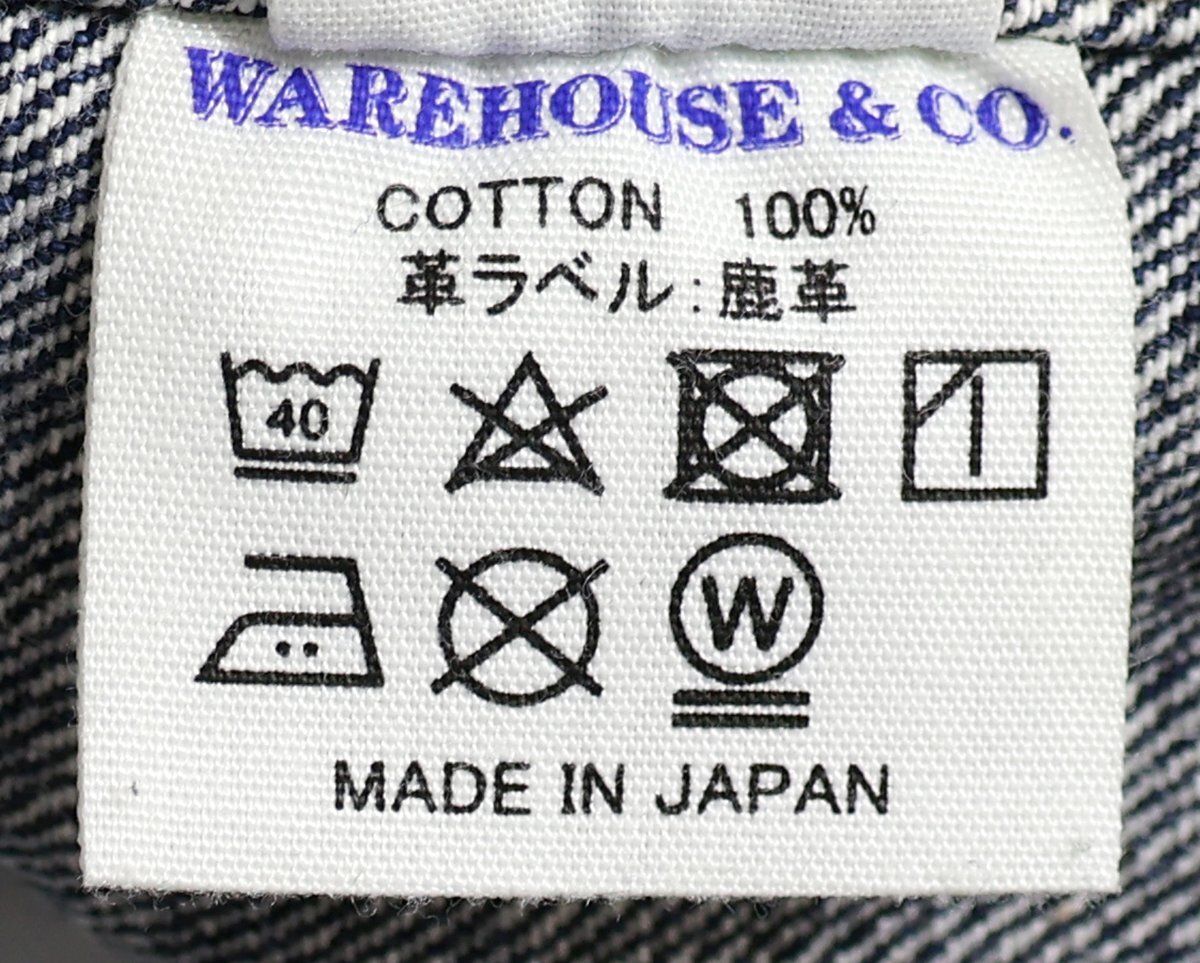 WAREHOUSE & CO.
COTTON 100%
革ラベル:鹿革
40
W
MADE IN JAPAN